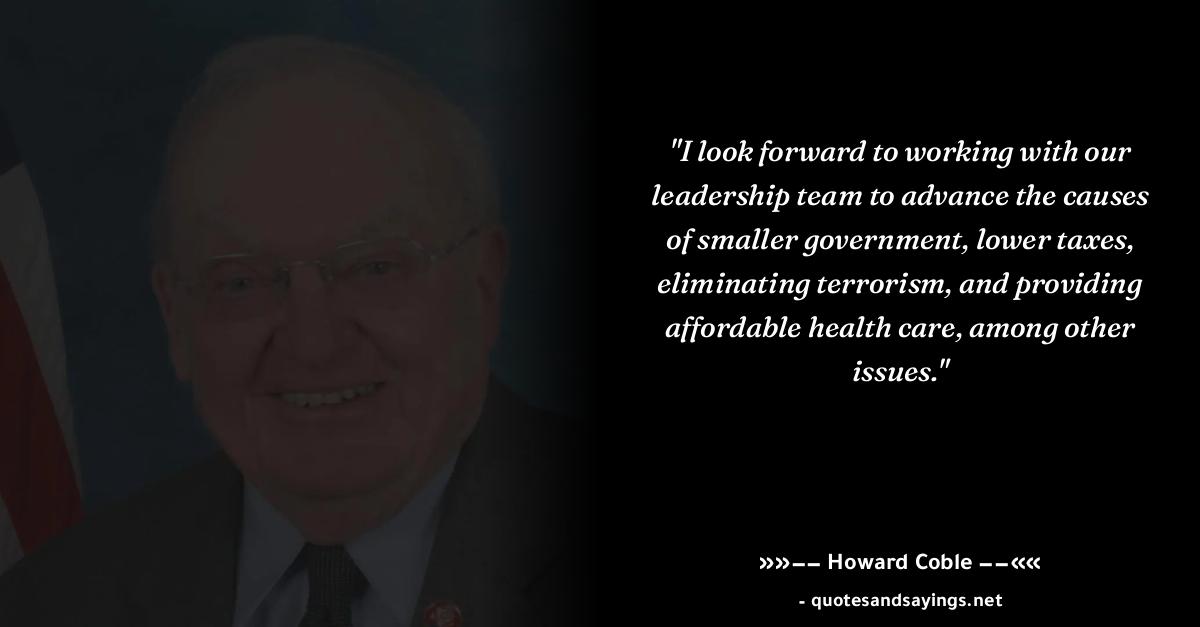 "I look forward to working with our
leadership team to advance the causes
of smaller government, lower taxes,
eliminating terrorism, and providing
affordable health care, among other
issues."
»»−− Howard Coble −−««
- quotesandsayings.net